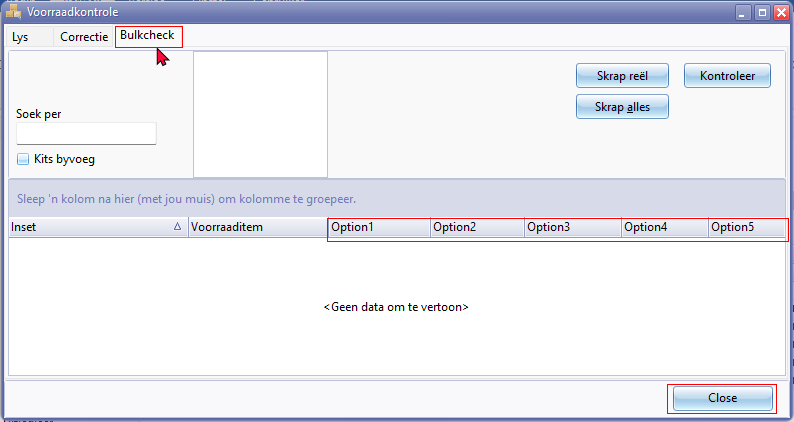 Voorraadkontrole
Lys Correctie Bulkcheck
Skrap reël Kontroleer
Skrap alles
Soek per
Kits byvoeg
Sleep 'n kolom na hier (met jou muis) om kolomme te groepeer.
Inset Voorraaditem Option1 Option2 Option3 Option4 Option5
<Geen data om te vertoon>
Close